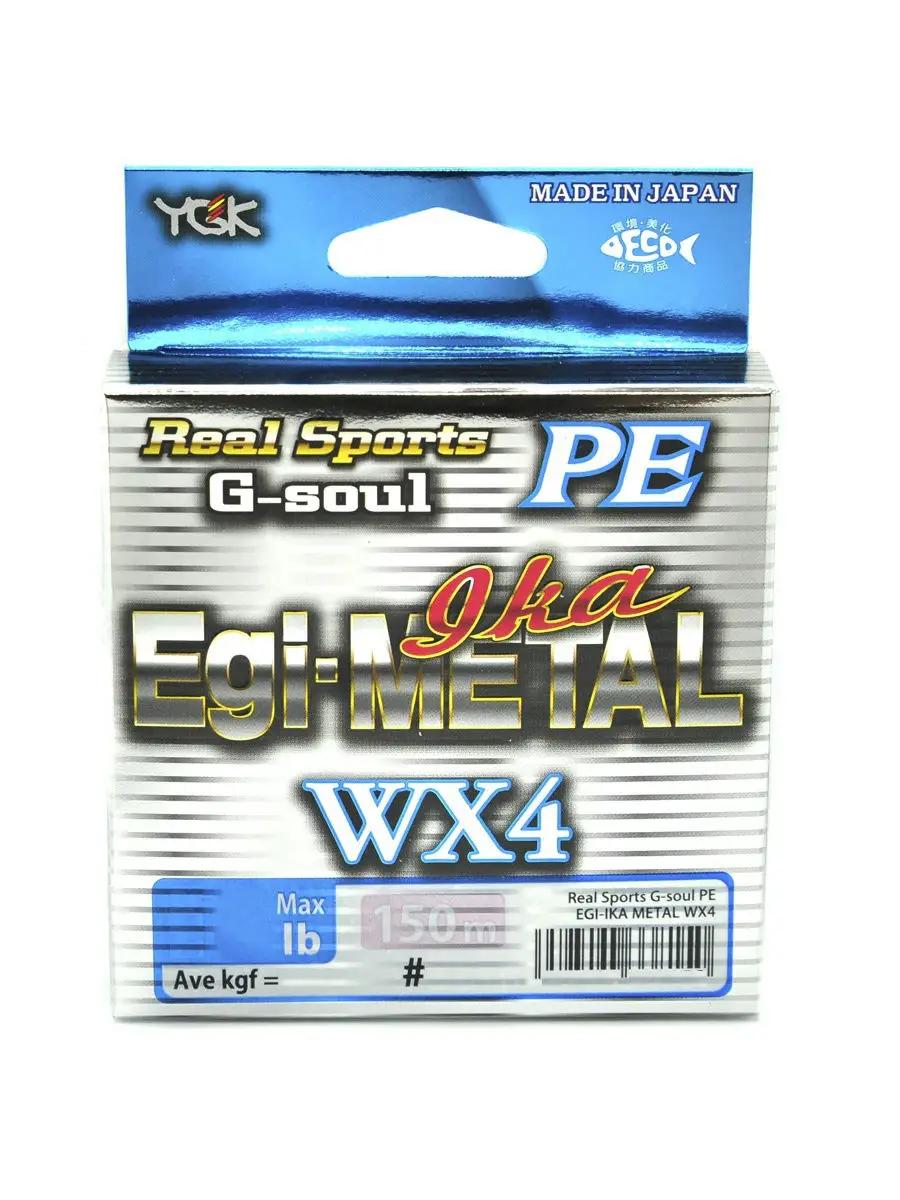 YGK
MADE IN JAPAN
環境・美化
ECO
協力商品
Real Sports
G-soul
PE
Ika
Egi-METAL
WX4
Max
lb
150m
Ave kgf =
#
Real Sports G-soul PE
EGI-IKA METAL WX4